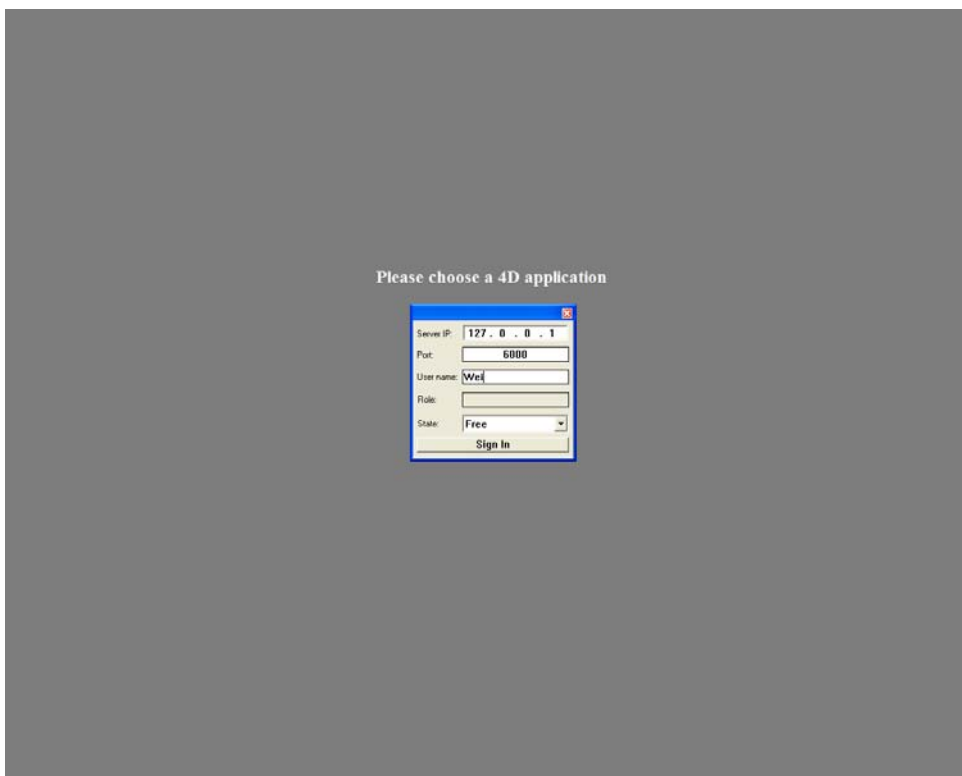 Please choose a 4D application
Server IP: 127 . 0 . 0 . 1
Port: 6000
User name: Wei
Role:
State: Free
Sign In